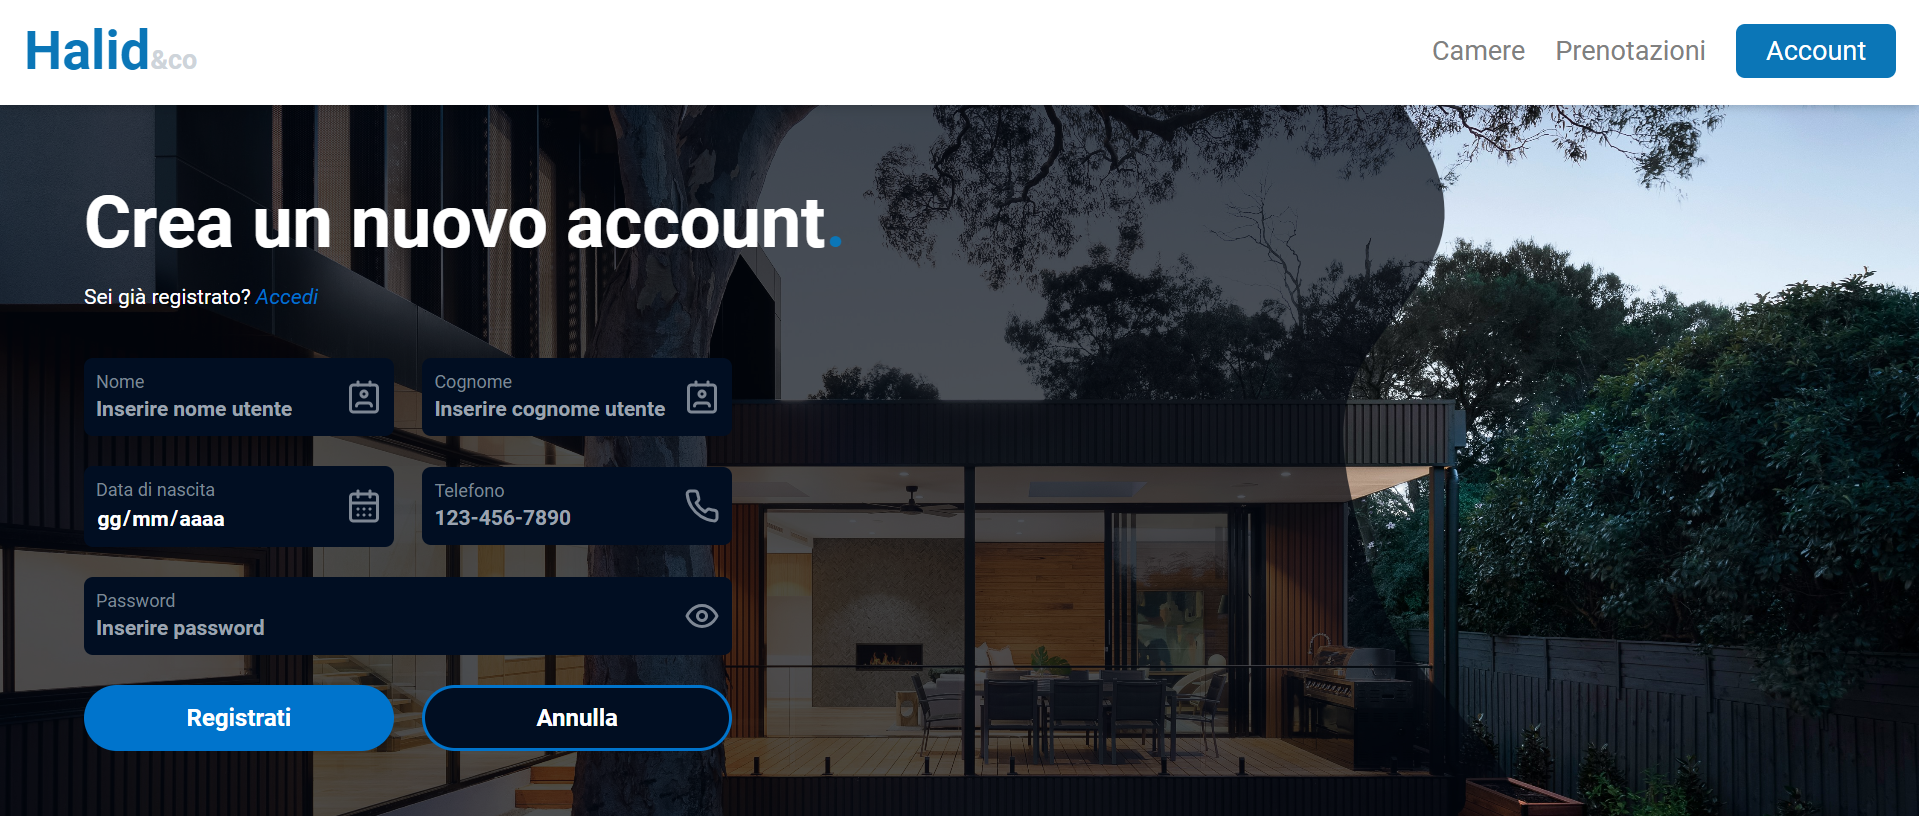 Halid&co
Camere Prenotazioni Account
Crea un nuovo account.
Sei già registrato? Accedi
Nome
Inserire nome utente
Cognome
Inserire cognome utente
Data di nascita
gg/mm/aaaa
Telefono
123-456-7890
Password
Inserire password
Registrati
Annulla